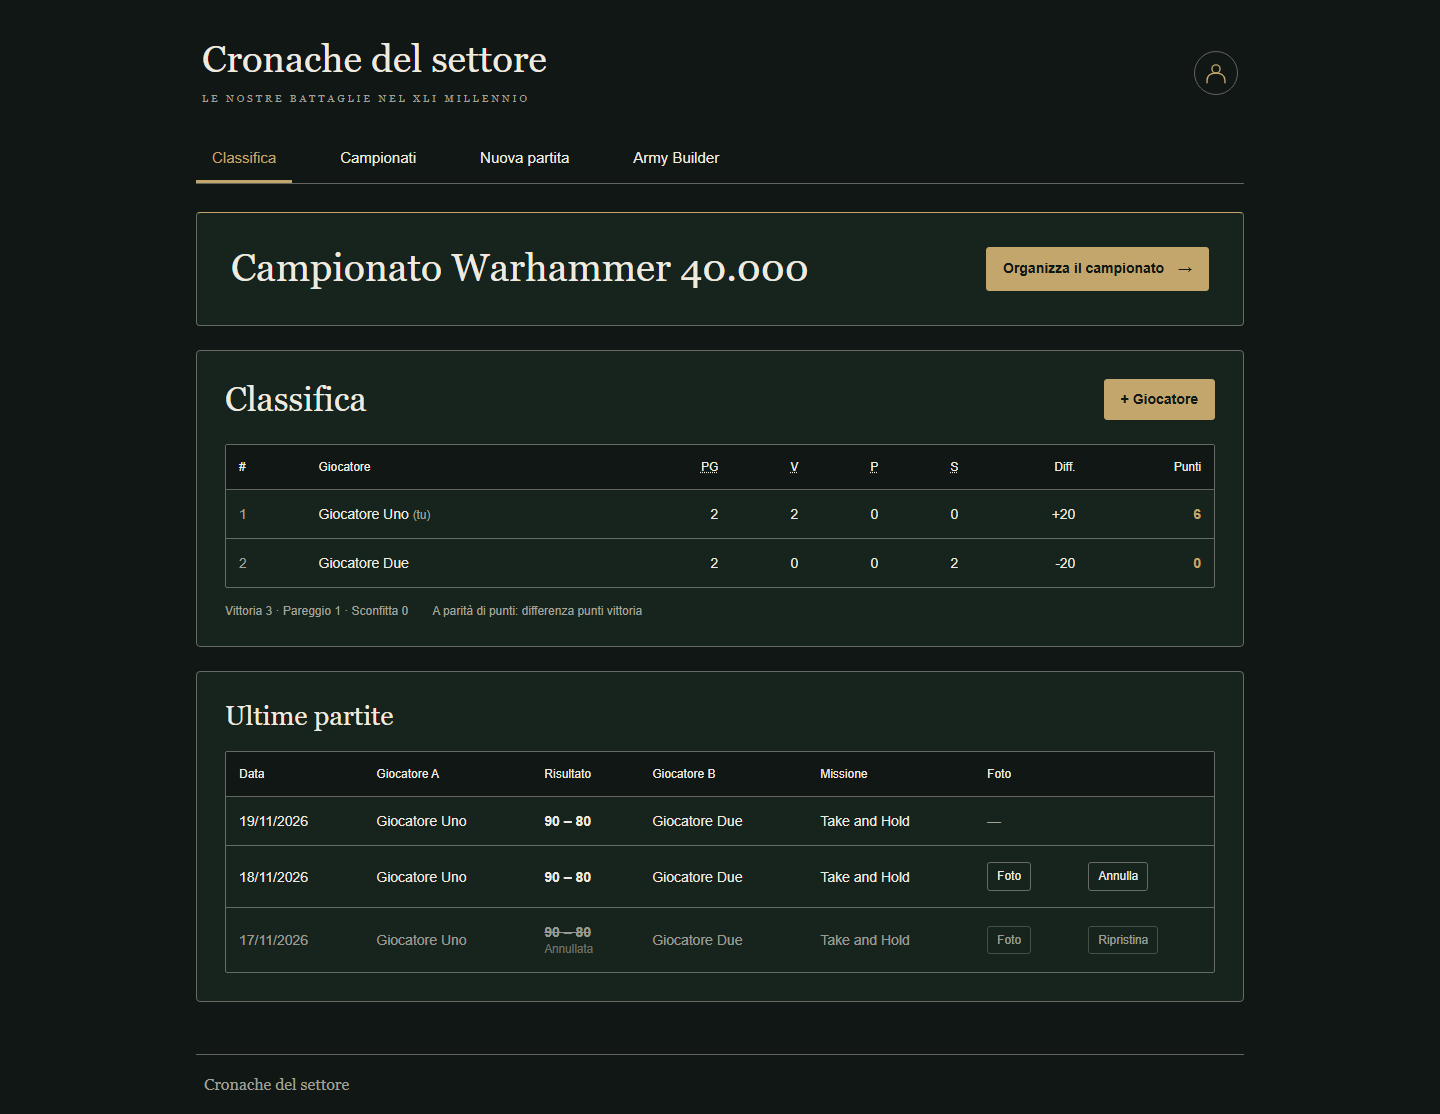 Cronache del settore
LE NOSTRE BATTAGLIE NEL XLI MILLENNIO
Classifica Campionati Nuova partita Army Builder
Campionato Warhammer 40.000 Organizza il campionato →
Classifica + Giocatore
# Giocatore PG V P S Diff. Punti
1 Giocatore Uno (tu) 2 2 0 0 +20 6
2 Giocatore Due 2 0 0 2 -20 0
Vittoria 3 · Pareggio 1 · Sconfitta 0 A parità di punti: differenza punti vittoria
Ultime partite
Data Giocatore A Risultato Giocatore B Missione Foto
19/11/2026 Giocatore Uno 90 – 80 Giocatore Due Take and Hold —
18/11/2026 Giocatore Uno 90 – 80 Giocatore Due Take and Hold Foto Annulla
17/11/2026 Giocatore Uno 90 – 80 Giocatore Due Take and Hold Foto Ripristina
Annullata
Cronache del settore